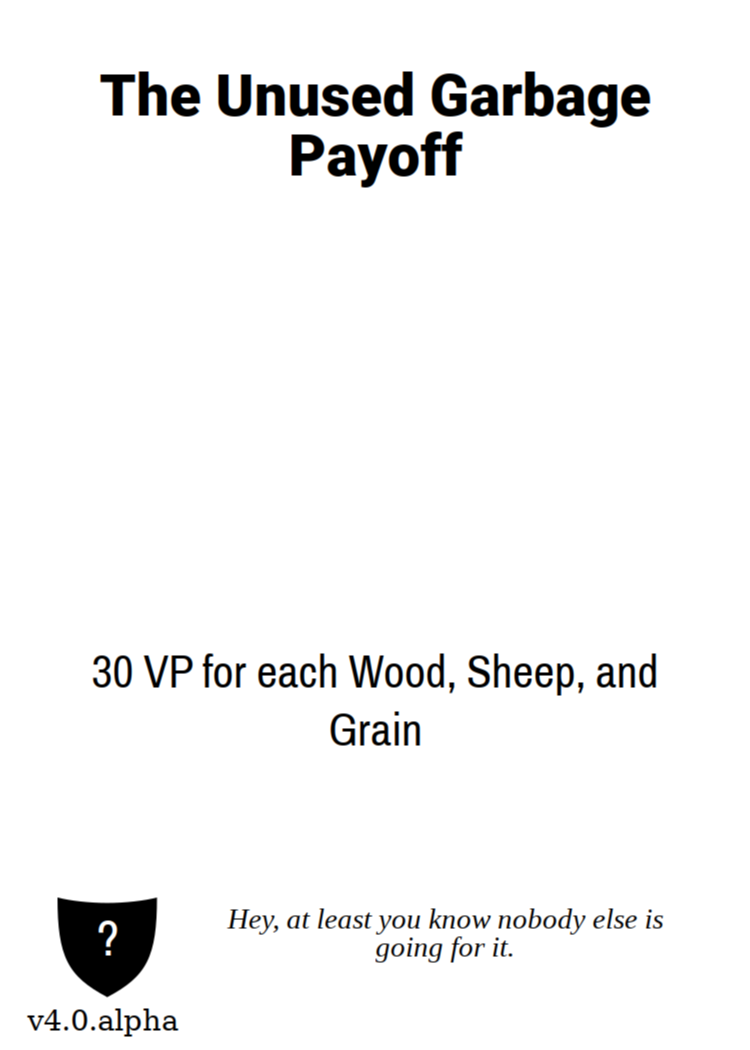 The Unused Garbage
Payoff
30 VP for each Wood, Sheep, and
Grain
?
Hey, at least you know nobody else is
going for it.
v4.0.alpha